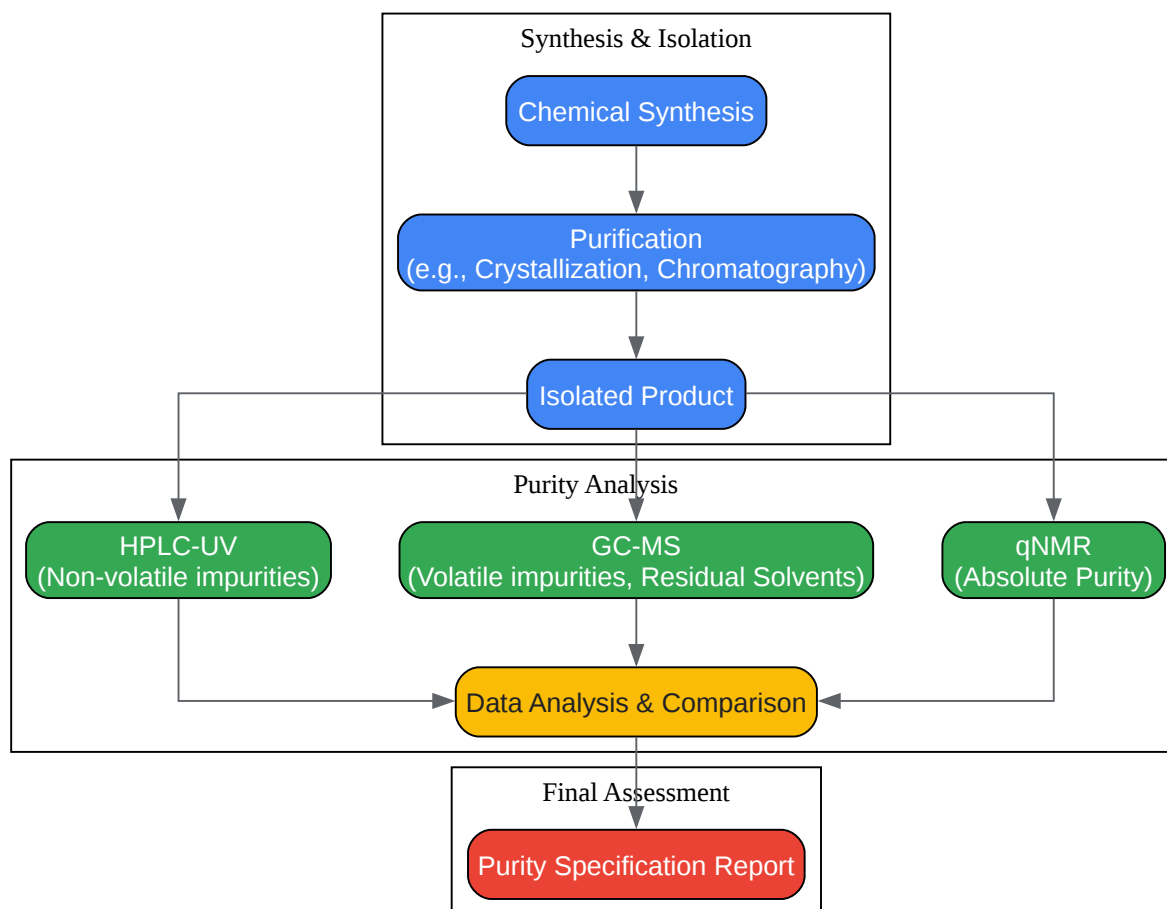 Synthesis & Isolation
Chemical Synthesis
Purification
(e.g., Crystallization, Chromatography)
Isolated Product
Purity Analysis
HPLC-UV
(Non-volatile impurities)
GC-MS
(Volatile impurities, Residual Solvents)
qNMR
(Absolute Purity)
Data Analysis & Comparison
Final Assessment
Purity Specification Report